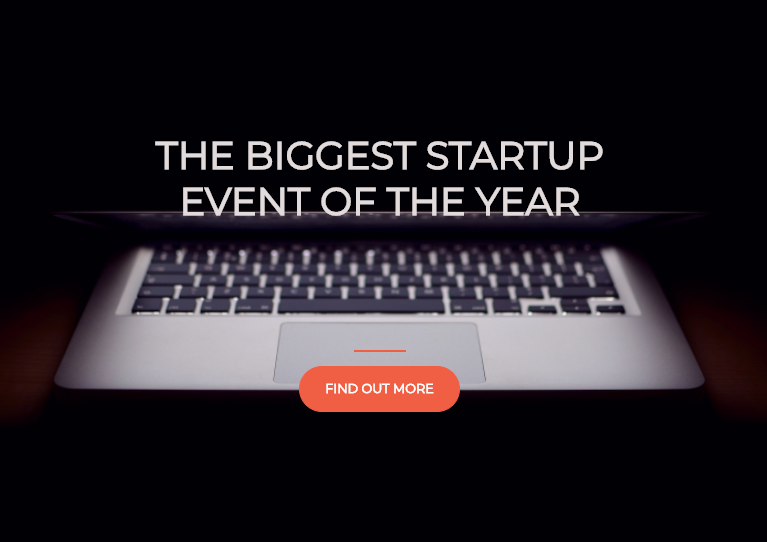 THE BIGGEST STARTUP
EVENT OF THE YEAR
FIND OUT MORE